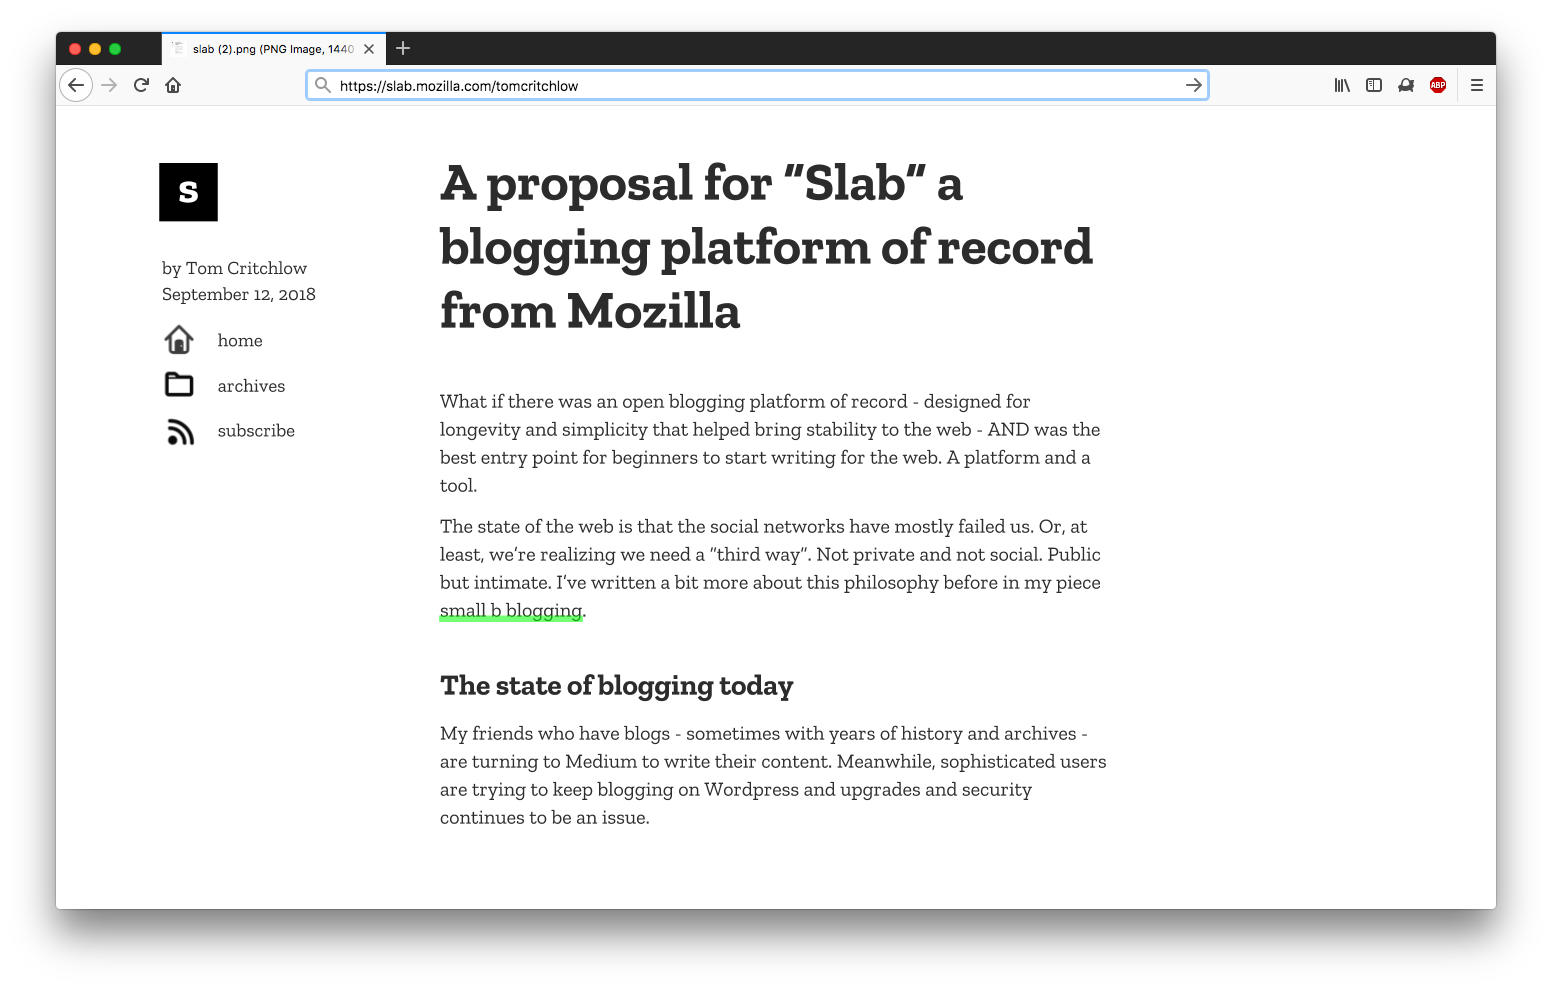 slab (2).png (PNG Image, 1440
https://slab.mozilla.com/tomcritchlow
ABP
S
by Tom Critchlow
September 12, 2018
home
archives
subscribe
A proposal for "Slab" a
blogging platform of record
from Mozilla
What if there was an open blogging platform of record - designed for
longevity and simplicity that helped bring stability to the web - AND was the
best entry point for beginners to start writing for the web. A platform and a
tool.
The state of the web is that the social networks have mostly failed us. Or, at
least, we're realizing we need a "third way". Not private and not social. Public
but intimate. I've written a bit more about this philosophy before in my piece
small b blogging.
The state of blogging today
My friends who have blogs - sometimes with years of history and archives -
are turning to Medium to write their content. Meanwhile, sophisticated users
are trying to keep blogging on Wordpress and upgrades and security
continues to be an issue.